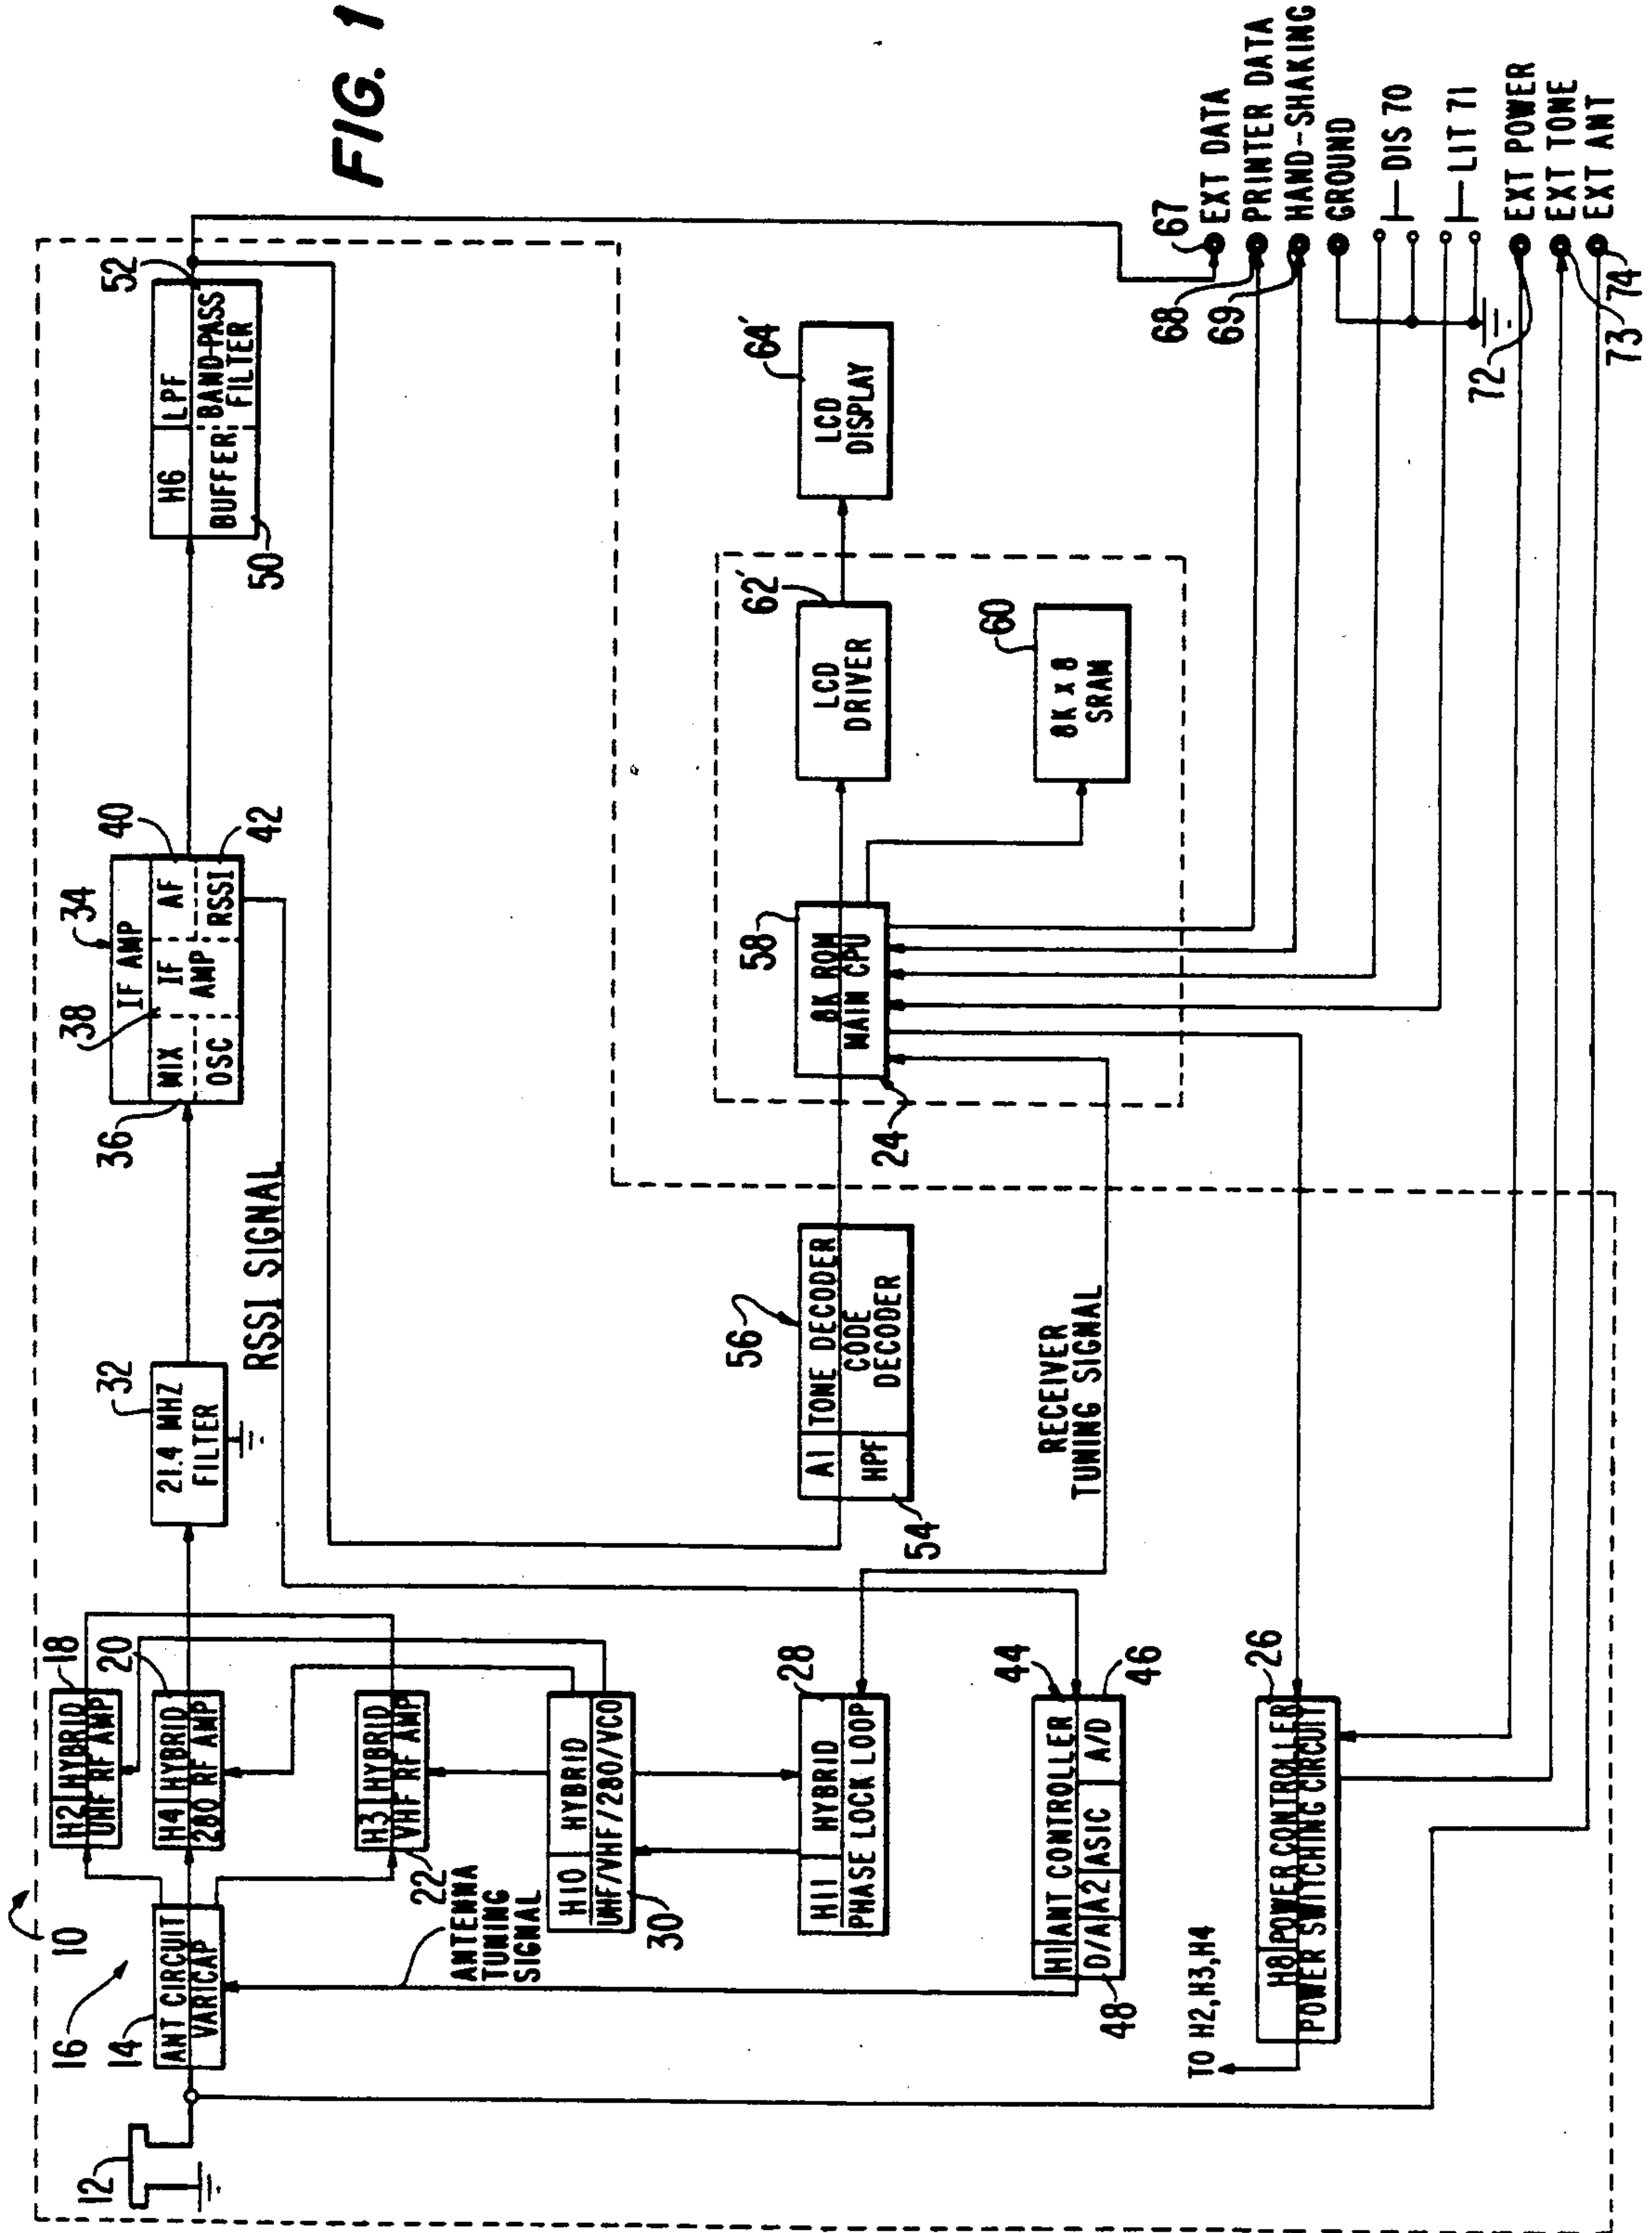 FIG. 1
10
12
14
16
ANT CIRCUIT
VARICAP
18
H2 HYBRID
UHF RF AMP
20
H4 HYBRID
280 RF AMP
22
H3 HYBRID
VHF RF AMP
32
21.4 MHZ
FILTER
34
IF AMP
36
38
40
42
MIX
OSC
IF
AMP
AF
RSSI
RSSI SIGNAL
50
52
H6 LPF
BUFFER
BAND-PASS
FILTER
ANTENNA
TUNING
SIGNAL
30
H10 HYBRID
UHF/VHF/280/VCO
28
H11 HYBRID
PHASE LOCK LOOP
54
56
A1 TONE DECODER
HPF
CODE
DECODER
58
8K ROM
MAIN CPU
24
62'
LCD
DRIVER
64'
LCD
DISPLAY
60
8K X 8
SRAM
RECEIVER
TUNING SIGNAL
44
46
48
H1 ANT CONTROLLER
D/A A2 ASIC A/D
TO H2,H3,H4
26
H8 POWER CONTROLLER
POWER SWITCHING CIRCUIT
67
EXT DATA
68
PRINTER DATA
69
HAND-SHAKING
GROUND
DIS 70
LIT 71
72
EXT POWER
73
EXT TONE
74
EXT ANT